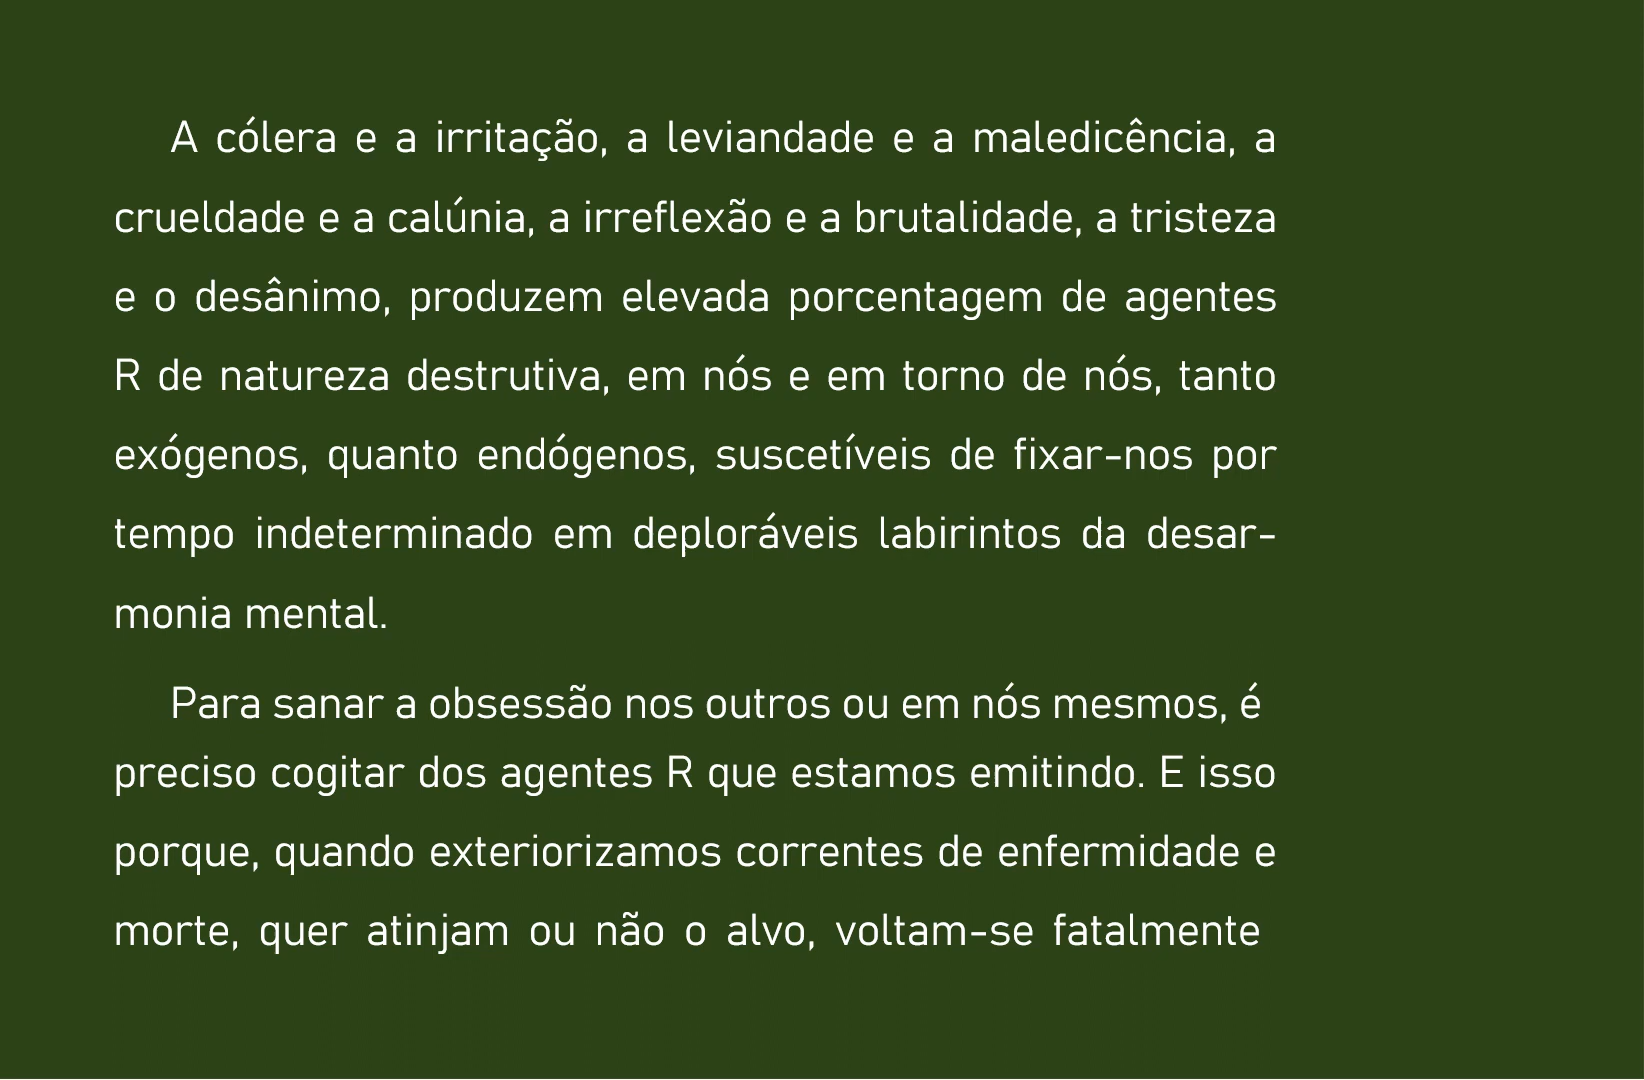 A cólera e a irritação, a leviandade e a maledicência, a
crueldade e a calúnia, a irreflexão e a brutalidade, a tristeza
e o desânimo, produzem elevada porcentagem de agentes
R de natureza destrutiva, em nós e em torno de nós, tanto
exógenos, quanto endógenos, suscetíveis de fixar-nos por
tempo indeterminado em deploráveis labirintos da desar-
monia mental.
Para sanar a obsessão nos outros ou em nós mesmos, é
preciso cogitar dos agentes R que estamos emitindo. E isso
porque, quando exteriorizamos correntes de enfermidade e
morte, quer atinjam ou não o alvo, voltam-se fatalmente